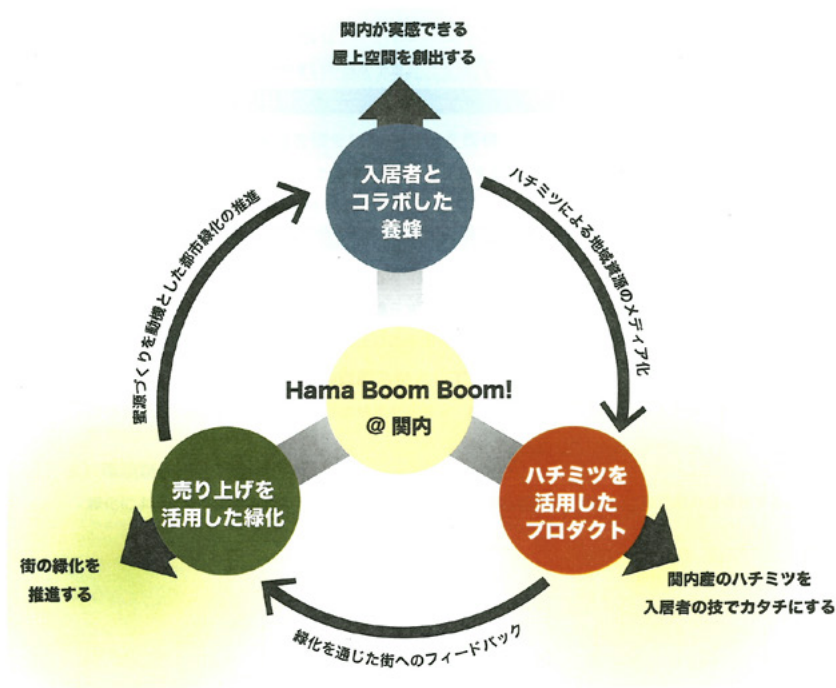 関内が実感できる
屋上空間を創出する
入居者と
コラボした
養蜂
ハチミツによる地域資源のメディア化
蜜源づくりを動機とした都市緑化の推進
Hama Boom Boom!
@ 関内
売り上げを
活用した緑化
ハチミツを
活用した
プロダクト
街の緑化を
推進する
関内産のハチミツを
入居者の技でカタチにする
緑化を通じた街へのフィードバック